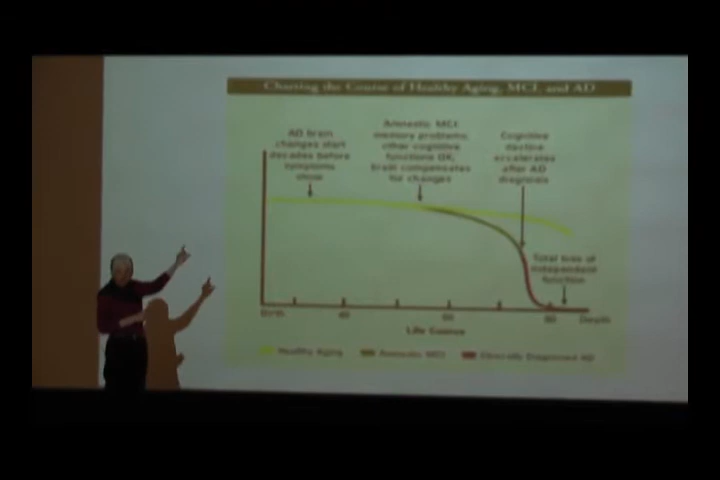 Charting the Course of Healthy Aging, MCI, and AD
AD brain
changes start
decades before
symptoms
show
Amnestic MCI:
memory problems;
other cognitive
functions OK;
brain compensates
for changes
Cognitive
decline
accelerates
after AD
diagnosis
Total loss of
independent
function
Birth 40 60 80 Death
Life Course
Healthy Aging Amnestic MCI Clinically Diagnosed AD